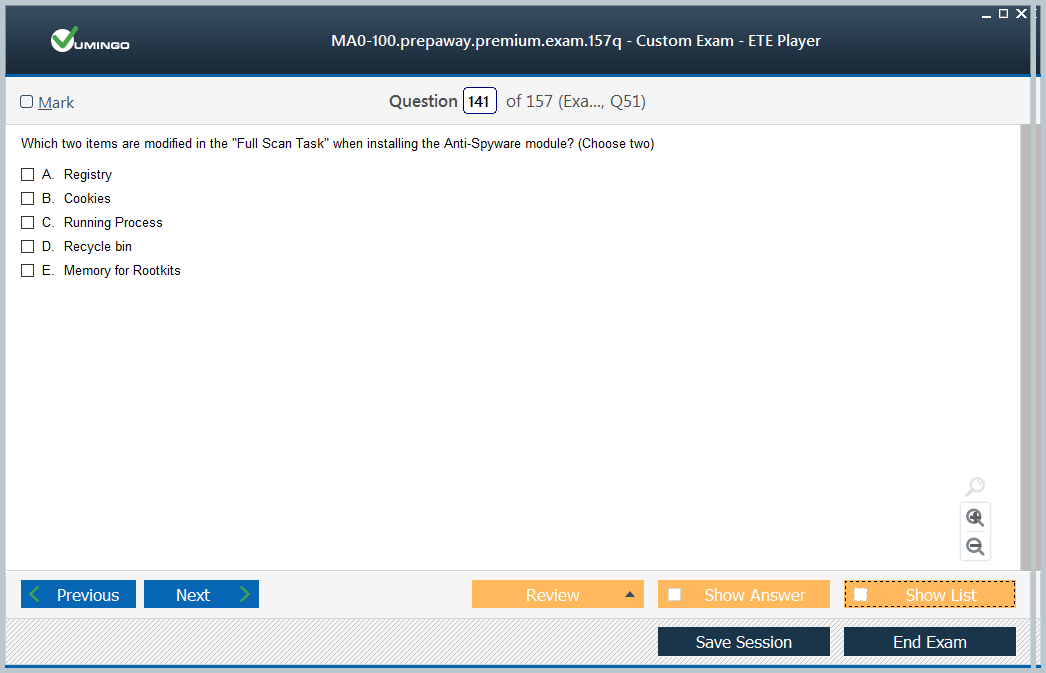 VUMINGO
MA0-100.prepaway.premium.exam.157q - Custom Exam - ETE Player
Mark
Question 141 of 157 (Exa..., Q51)
Which two items are modified in the "Full Scan Task" when installing the Anti-Spyware module? (Choose two)
A. Registry
B. Cookies
C. Running Process
D. Recycle bin
E. Memory for Rootkits
Previous Next Review Show Answer Show List
Save Session End Exam